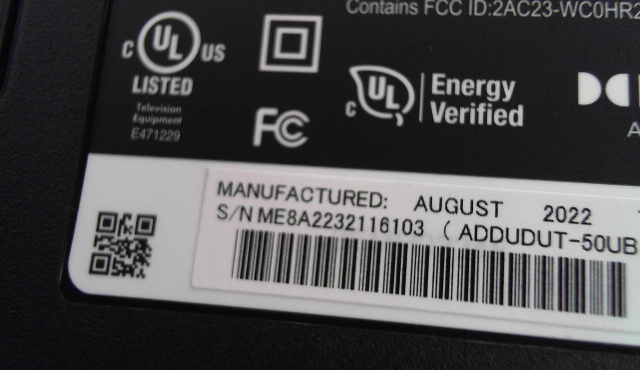 Contains FCC ID:2AC23-WC0HR2
C UL US
LISTED
Television
Equipment
E471229
FC
C UL
Energy
Verified
MANUFACTURED: AUGUST 2022
S/N ME8A2232116103 ( ADDUDUT-50UB